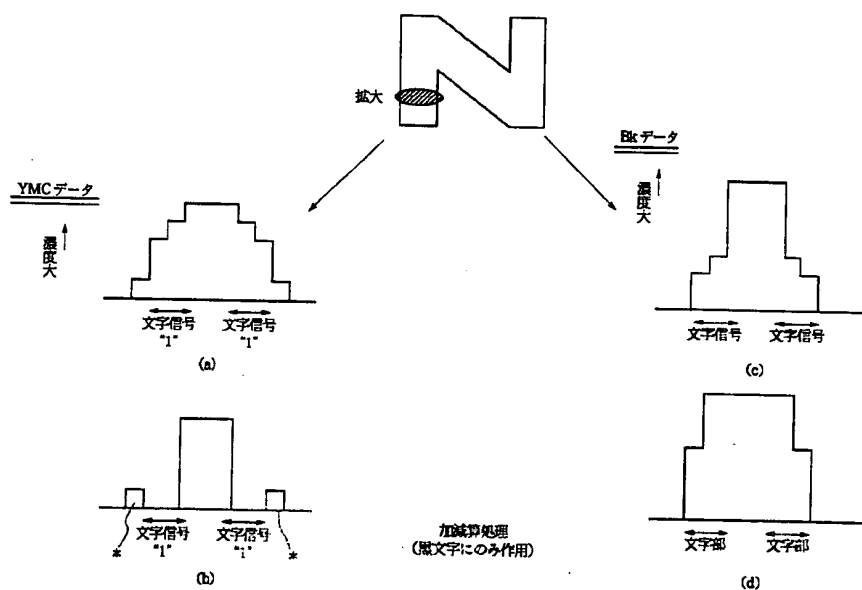 拡大
Bkデータ
濃度大
YMCデータ
濃度大
文字信号 文字信号
"1" "1"
(a)
文字信号 文字信号
(c)
文字信号 文字信号
"1" "1"
* *
(b)
加減算処理
(黒文字にのみ作用)
文字部 文字部
(d)